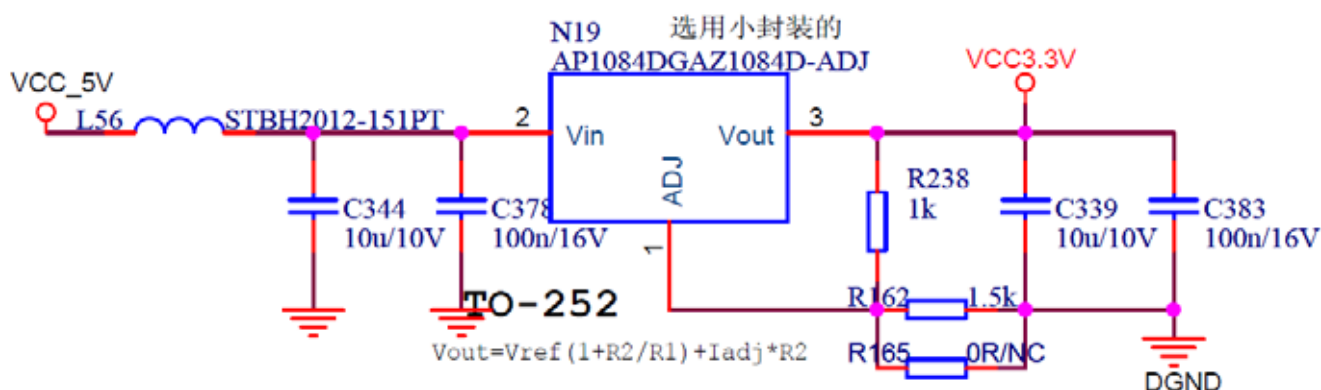 N19
选用小封装的
AP1084DGAZ1084D-ADJ
VCC_5V
VCC3.3V
L56
STBH2012-151PT
2
Vin
Vout
3
ADJ
1
C344
10u/10V
C378
100n/16V
R238
1k
C339
10u/10V
C383
100n/16V
TO-252
R162
1.5k
Vout=Vref(1+R2/R1)+Iadj*R2
R165
0R/NC
DGND